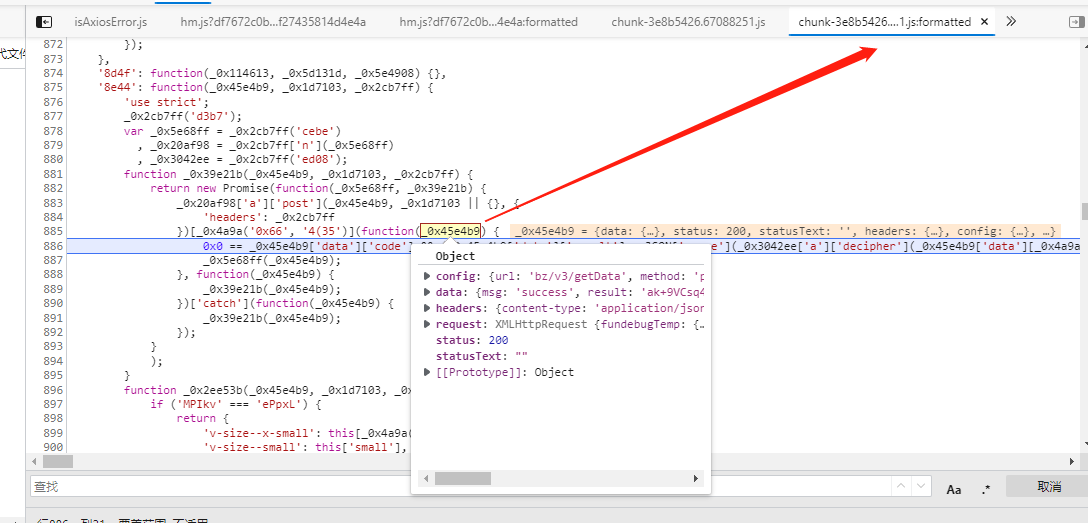 isAxiosError.js hm.js?df7672c0b...f27435814d4e4a hm.js?df7672c0b...4e4a:formatted chunk-3e8b5426.67088251.js chunk-3e8b5426....1.js:formatted × »
代文件
872 });
873 },
874 '8d4f': function(_0x114613, _0x5d131d, _0x5e4908) {},
875 '8e44': function(_0x45e4b9, _0x1d7103, _0x2cb7ff) {
876 'use strict';
877 _0x2cb7ff('d3b7');
878 var _0x5e68ff = _0x2cb7ff('cebe')
879 , _0x20af98 = _0x2cb7ff['n'](_0x5e68ff)
880 , _0x3042ee = _0x2cb7ff('ed08');
881 function _0x39e21b(_0x45e4b9, _0x1d7103, _0x2cb7ff) {
882 return new Promise(function(_0x5e68ff, _0x39e21b) {
883 _0x20af98['a']['post'](_0x45e4b9, _0x1d7103 || {}, {
884 'headers': _0x2cb7ff
885 })[_0x4a9a('0x66', '4(35')](function(_0x45e4b9) { _0x45e4b9 = {data: {…}, status: 200, statusText: '', headers: {…}, config: {…}, …}
886 0x0 == _0x45e4b9['data']['code'] '](_0x3042ee['a']['decipher'](_0x45e4b9['data'][_0x4a9a
887 _0x5e68ff(_0x45e4b9);
888 }, function(_0x45e4b9) {
889 _0x39e21b(_0x45e4b9);
890 })['catch'](function(_0x45e4b9) {
891 _0x39e21b(_0x45e4b9);
892 });
893 }
894 );
895 }
896 function _0x2ee53b(_0x45e4b9, _0x1d7103, _0x
897 if ('MPIkv' === 'ePpxL') {
898 return {
899 'v-size--x-small': this[_0x4a9a(
900 'v-size--small': this['small'],
Object
config: {url: 'bz/v3/getData', method: 'p
data: {msg: 'success', result: 'ak+9VCsq4
headers: {content-type: 'application/json
request: XMLHttpRequest {fundebugTemp: {…
status: 200
statusText: ""
[[Prototype]]: Object
查找 Aa .* 取消